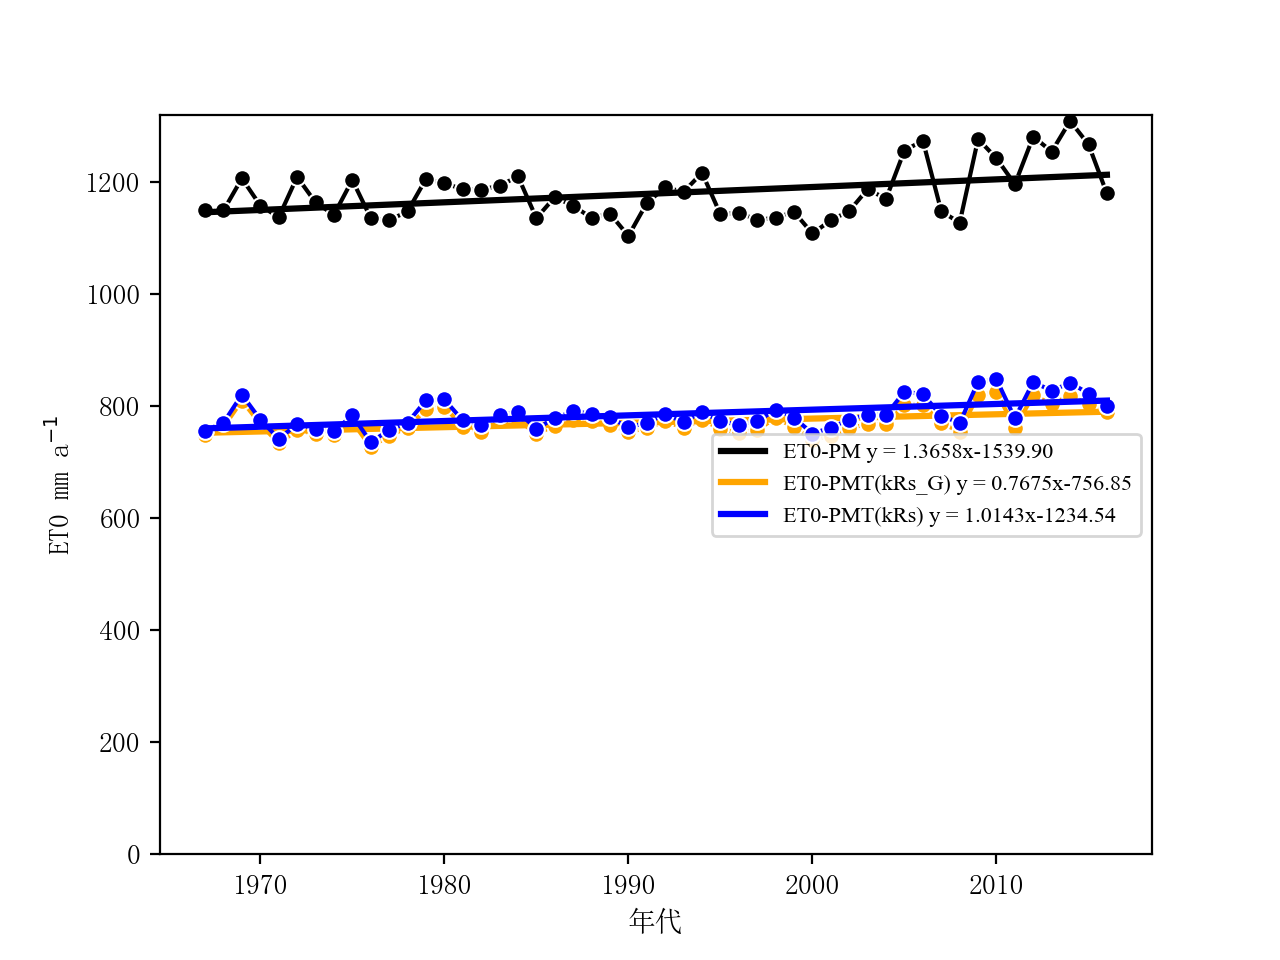 1200
1000
800
600
400
200
0
ET0 mm a⁻¹
1970 1980 1990 2000 2010
年代
ET0-PM y = 1.3658x-1539.90
ET0-PMT(kRs_G) y = 0.7675x-756.85
ET0-PMT(kRs) y = 1.0143x-1234.54